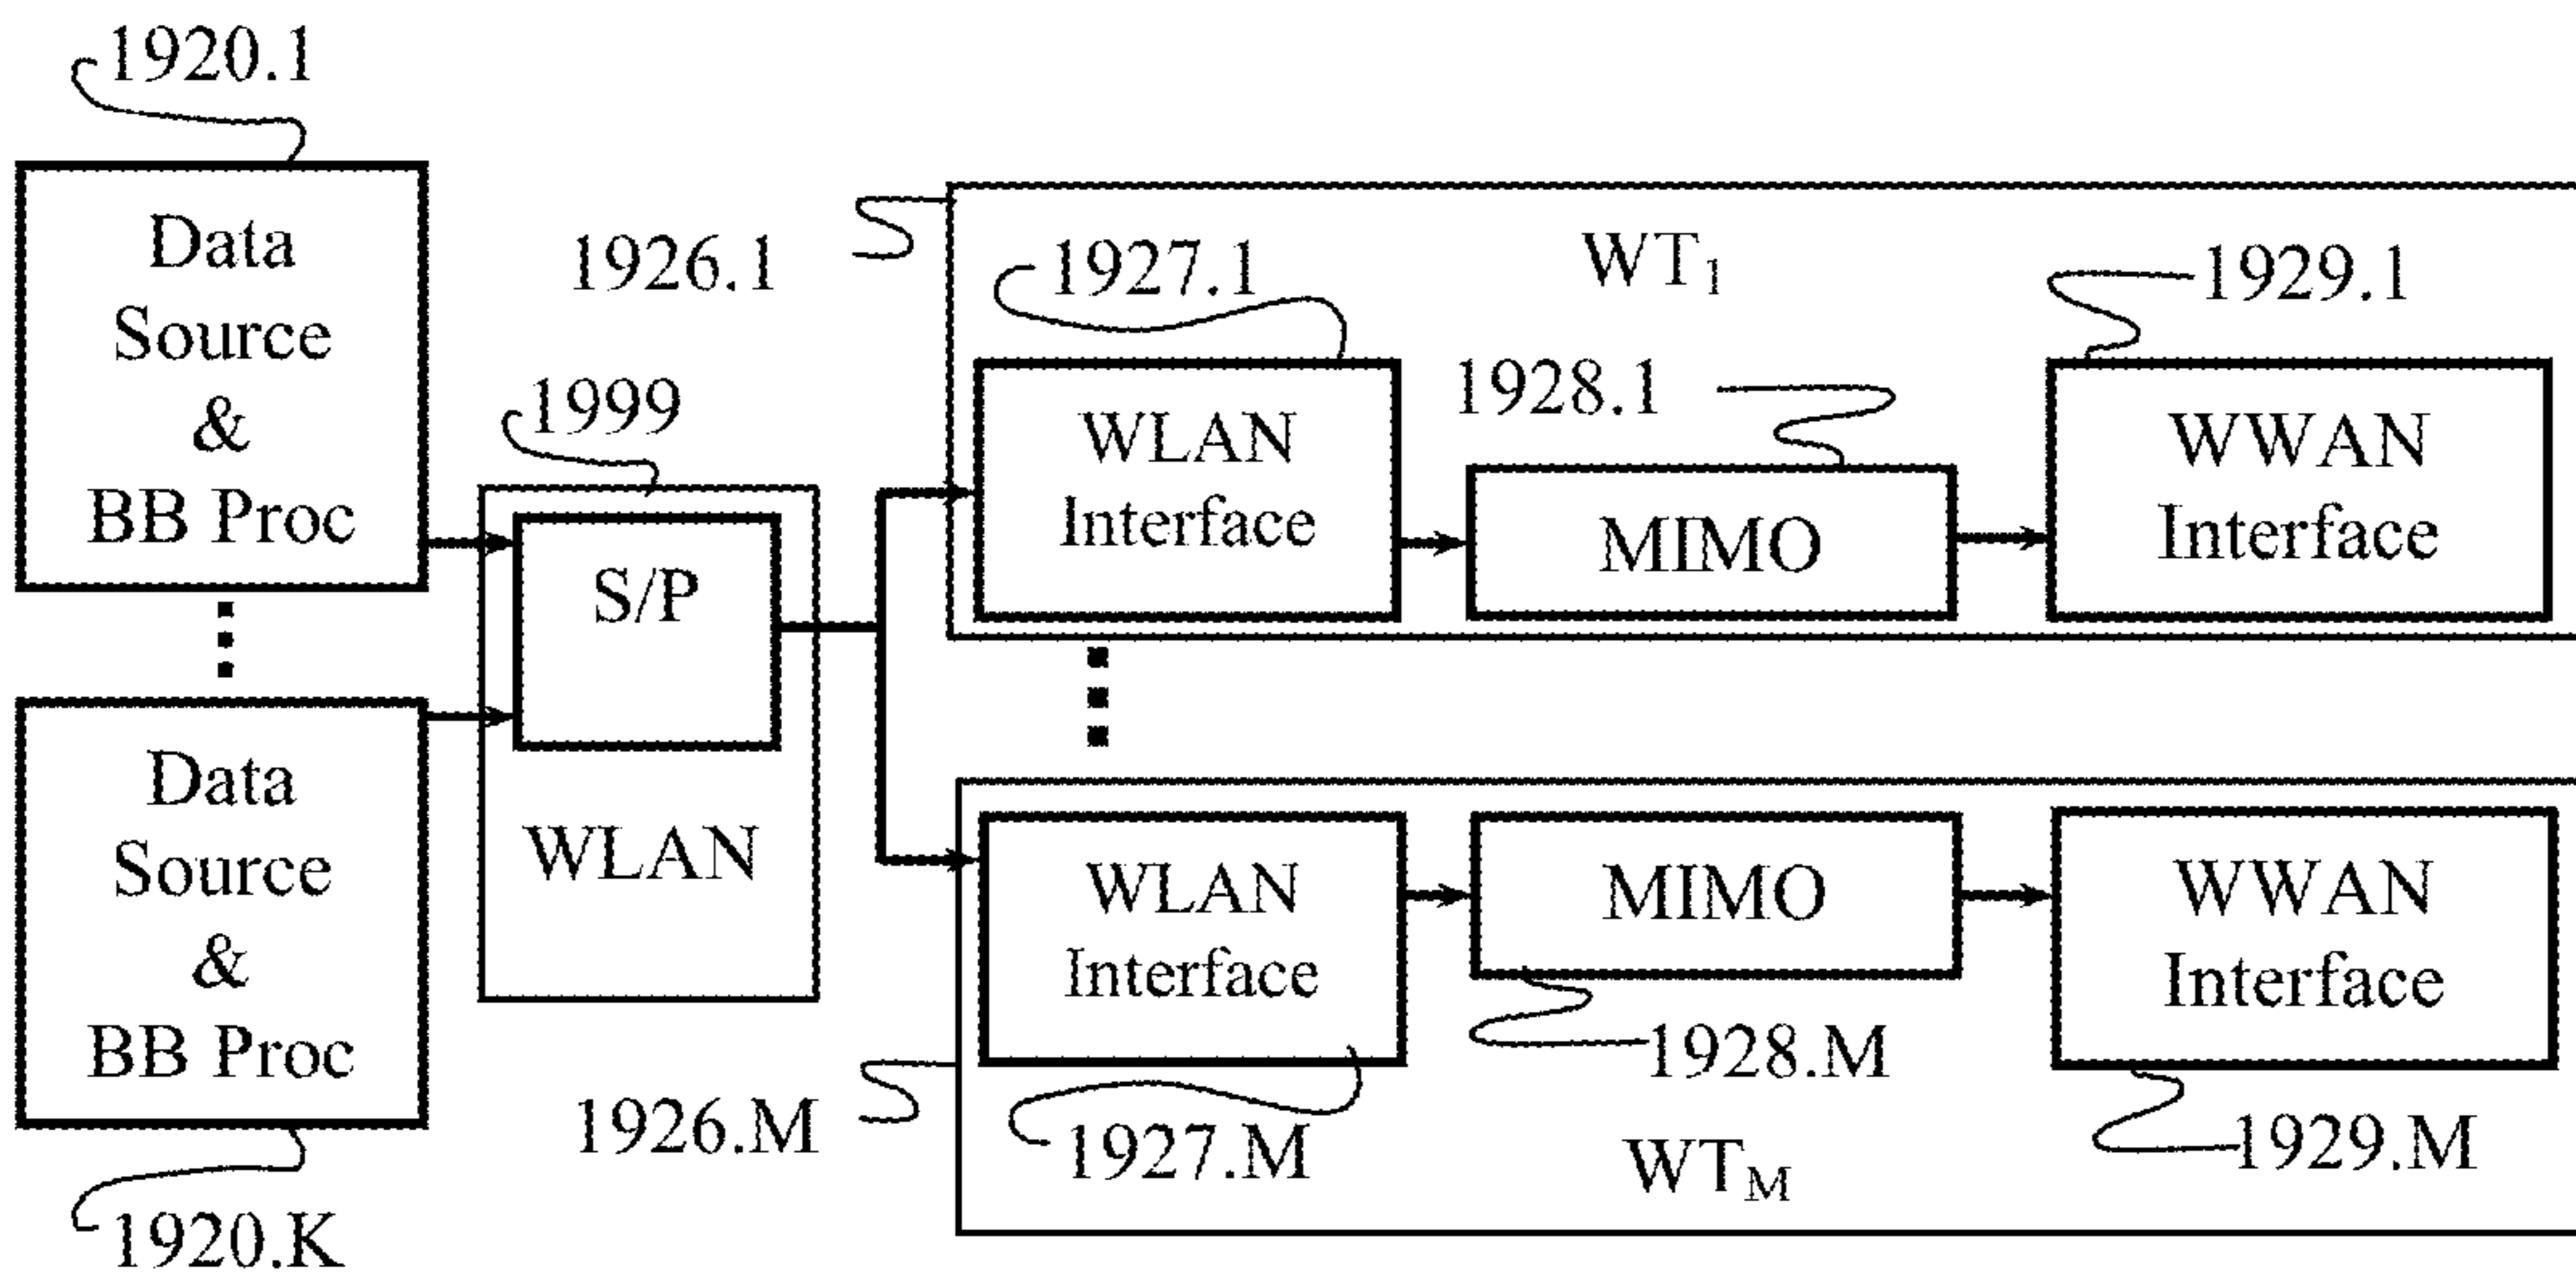 1920.1
Data
Source
&
BB Proc
1999
S/P
WLAN
Data
Source
&
BB Proc
1920.K
1926.1
WT1
1927.1
WLAN
Interface
1928.1
MIMO
1929.1
WWAN
Interface
1926.M
WLAN
Interface
1927.M
MIMO
1928.M
WWAN
Interface
1929.M
WTM